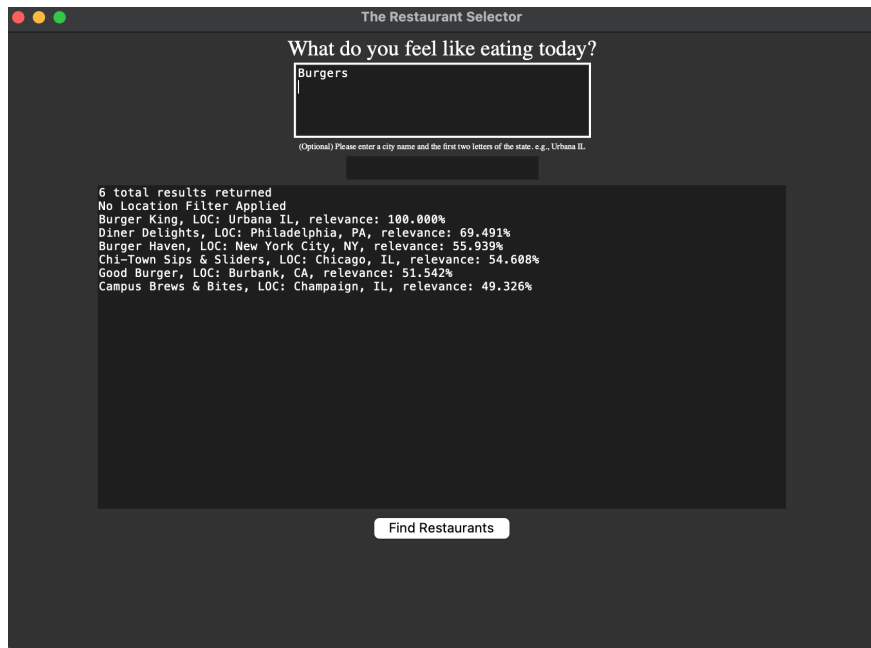 The Restaurant Selector
What do you feel like eating today?
Burgers
(Optional) Please enter a city name and the first two letters of the state. e.g., Urbana IL
6 total results returned
No Location Filter Applied
Burger King, LOC: Urbana IL, relevance: 100.000%
Diner Delights, LOC: Philadelphia, PA, relevance: 69.491%
Burger Haven, LOC: New York City, NY, relevance: 55.939%
Chi-Town Sips & Sliders, LOC: Chicago, IL, relevance: 54.608%
Good Burger, LOC: Burbank, CA, relevance: 51.542%
Campus Brews & Bites, LOC: Champaign, IL, relevance: 49.326%
Find Restaurants